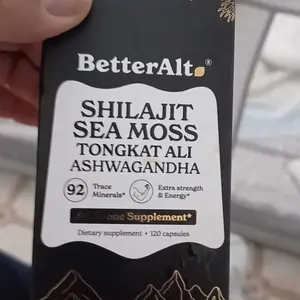 BetterAlt
SHILAJIT
SEA MOSS
TONGKAT ALI
ASHWAGANDHA
92 Trace Minerals* Extra strength & Energy*
Supplement*
Dietary supplement • 120 capsules